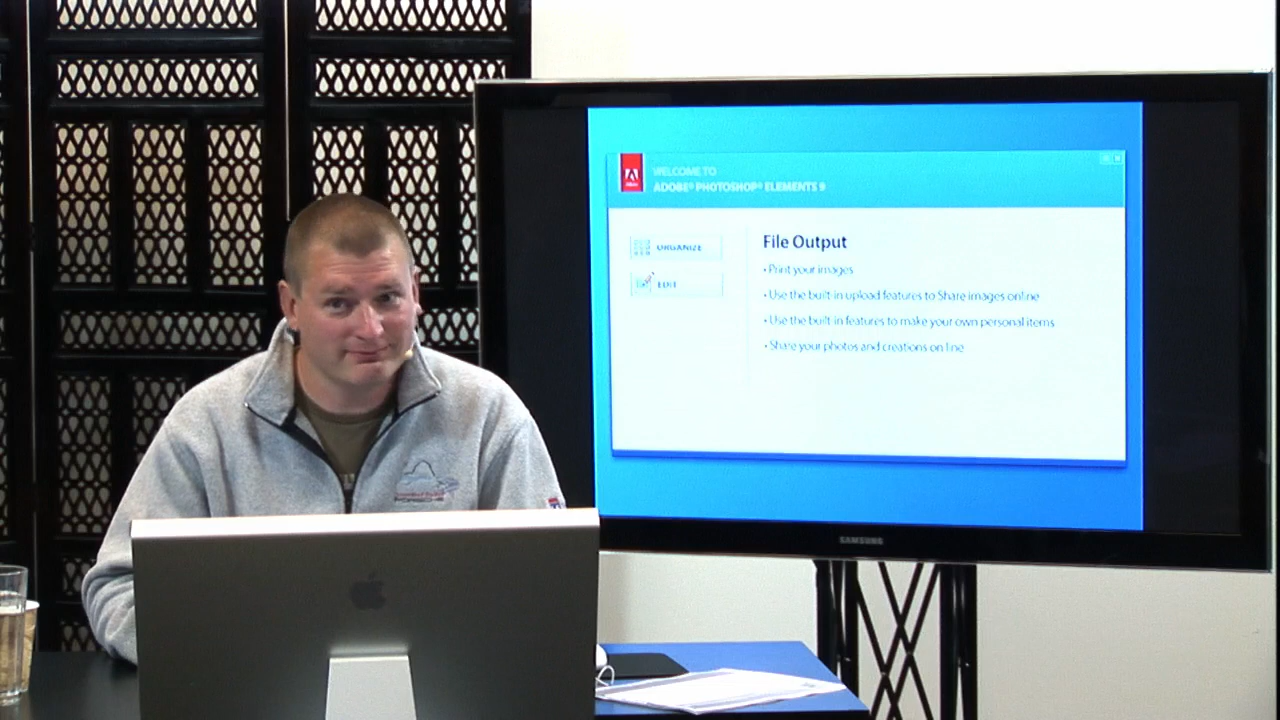 WELCOME TO
ADOBE® PHOTOSHOP® ELEMENTS 9
ORGANIZE
EDIT
File Output
• Print your images
• Use the built-in upload features to Share images online
• Use the built-in features to make your own personal items
• Share your photos and creations on line
SAMSUNG
PORSCHE